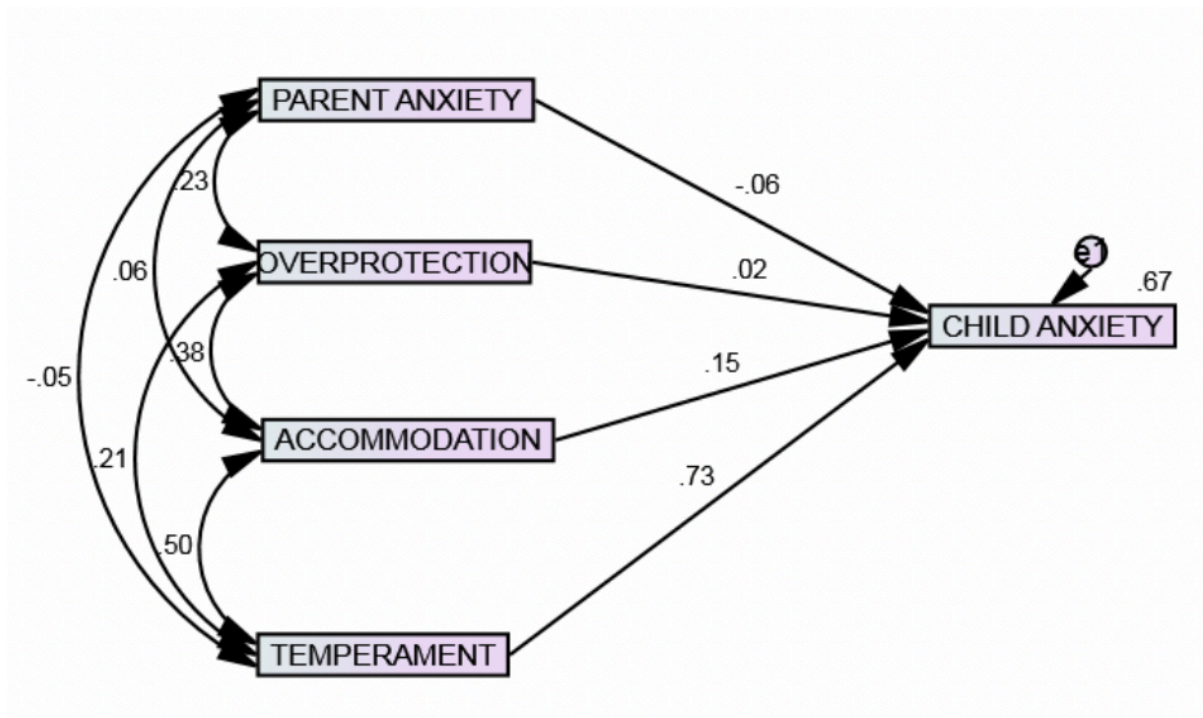 PARENT ANXIETY
.23
-.06
OVERPROTECTION
.06
.02
e1
.67
CHILD ANXIETY
.38
-.05
.15
ACCOMMODATION
.21
.73
.50
TEMPERAMENT